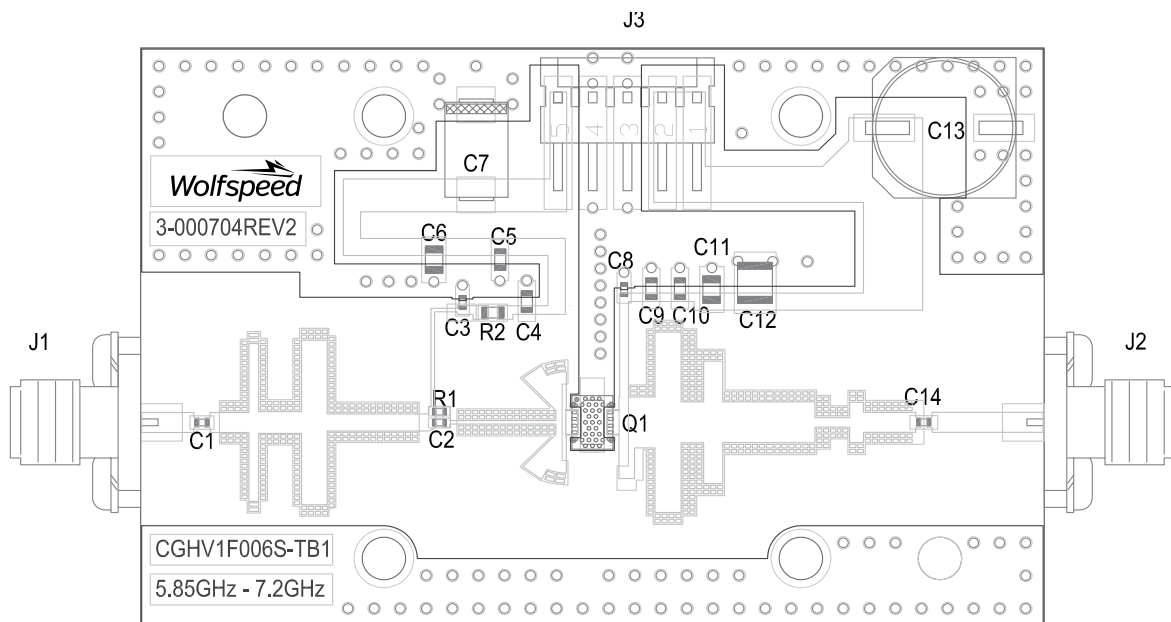 J3
5 4 3 2 1
C13
C7
Wolfspeed
3-000704REV2
C6 C5
C8 C11
C3 R2 C4
C9 C10 C12
J1
J2
R1
C1 C2
Q1
C14
CGHV1F006S-TB1
5.85GHz - 7.2GHz